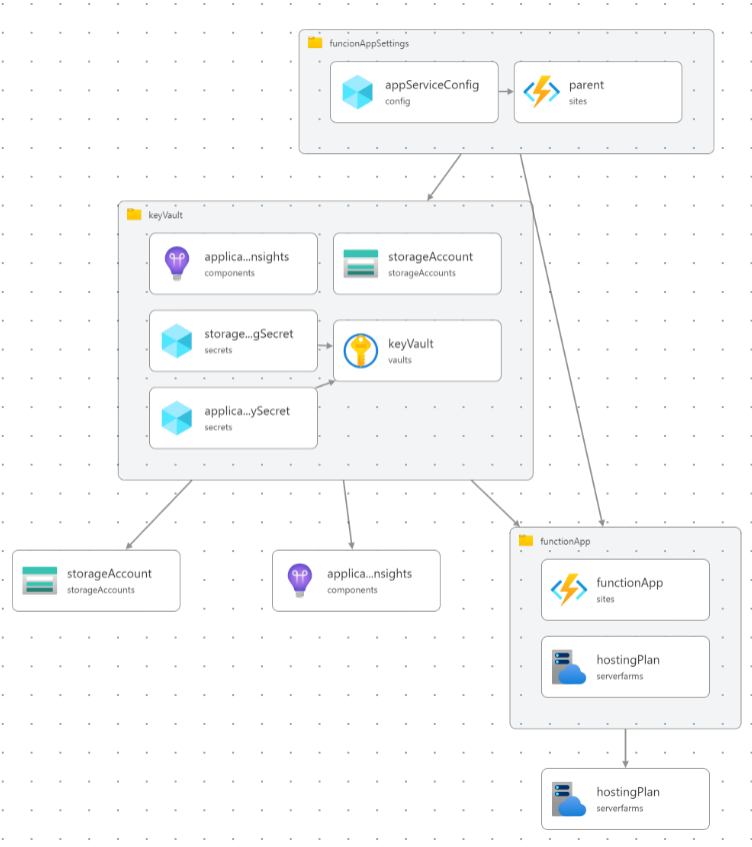 funcionAppSettings
appServiceConfig
config
parent
sites
keyVault
applica...nsights
components
storageAccount
storageAccounts
storage...gSecret
secrets
keyVault
vaults
applica...ySecret
secrets
storageAccount
storageAccounts
applica...nsights
components
functionApp
functionApp
sites
hostingPlan
serverfarms
hostingPlan
serverfarms